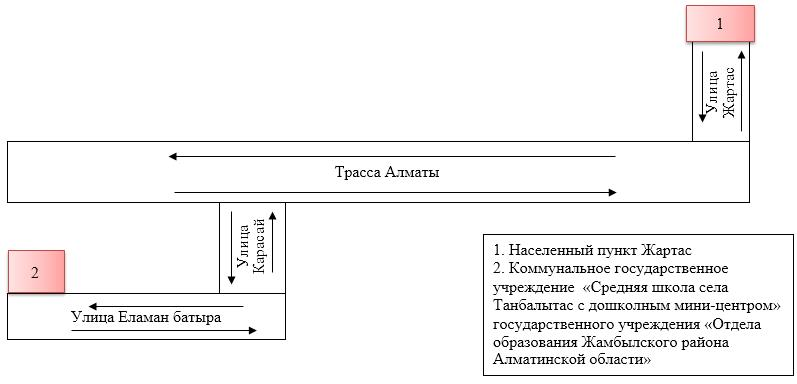 1
Улица
Жартас
Трасса Алматы
Улица
Карасай
2
Улица Еламан батыра
1. Населенный пункт Жартас
2. Коммунальное государственное
учреждение «Средняя школа села
Танбалытас с дошколным мини-центром»
государственного учреждения «Отдела
образования Жамбылского района
Алматинской области»